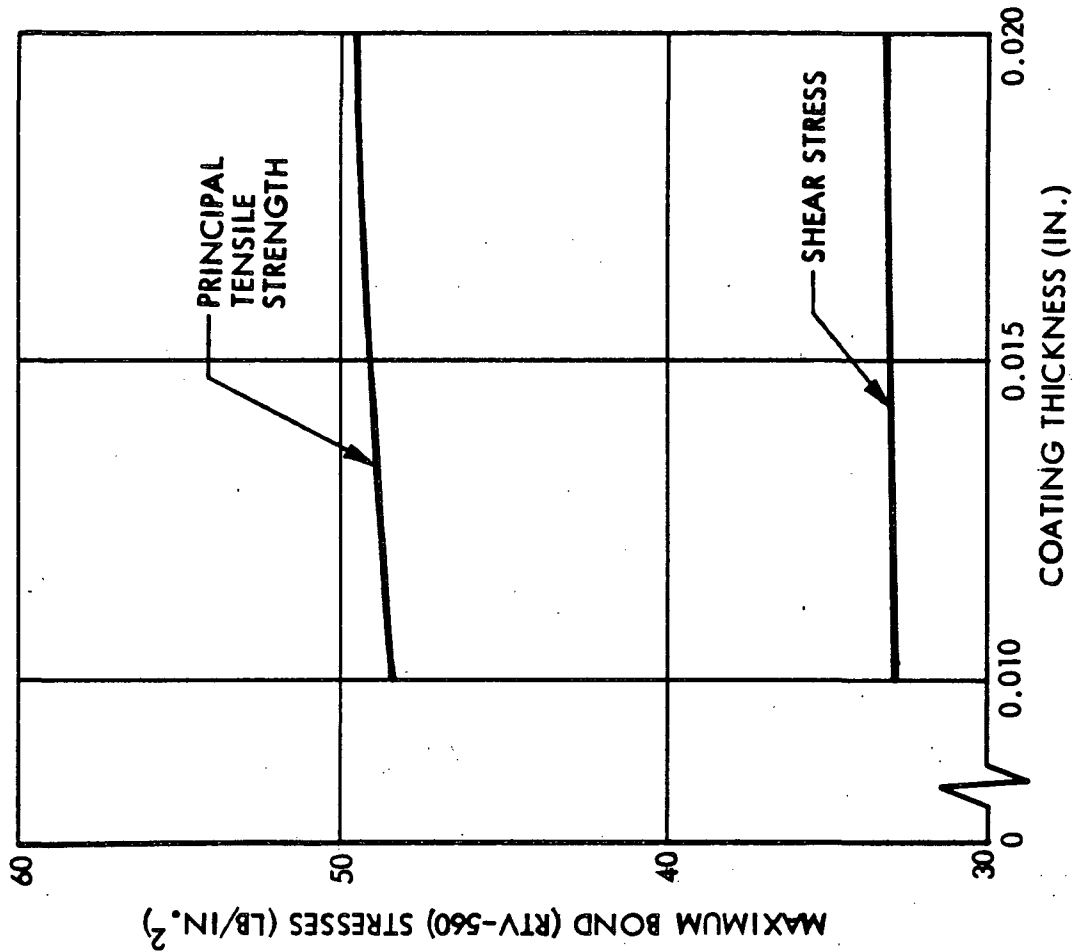 MAXIMUM BOND (RTV-560) STRESSES (LB/IN.²)
60
50
40
30
0
0.010
0.015
0.020
COATING THICKNESS (IN.)
PRINCIPAL
TENSILE
STRENGTH
SHEAR STRESS